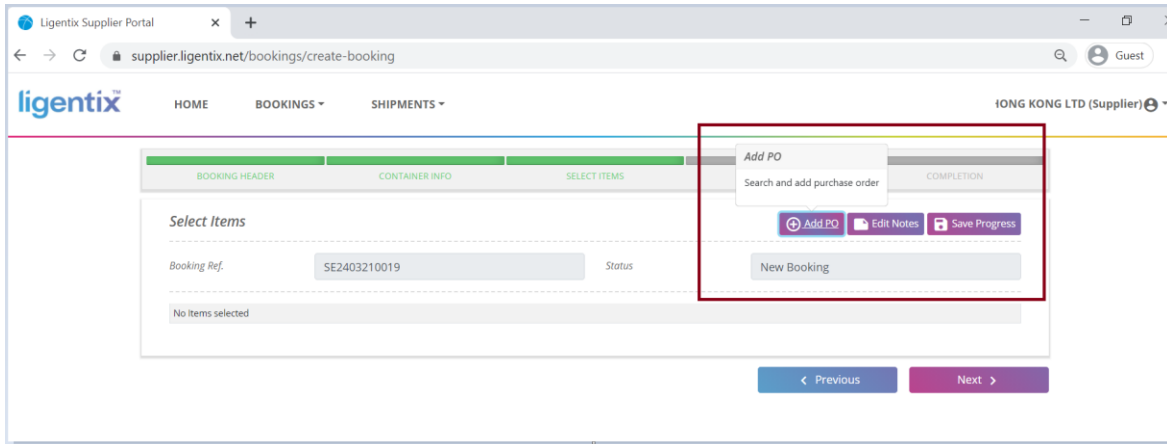 Ligentix Supplier Portal
supplier.ligentix.net/bookings/create-booking
Guest
ligentix™
HOME BOOKINGS SHIPMENTS
KONG LTD (Supplier)
Add PO
Search and add purchase order
BOOKING HEADER CONTAINER INFO SELECT ITEMS COMPLETION
Select Items
Add PO Edit Notes Save Progress
Booking Ref. SE2403210019 Status New Booking
No Items selected
Previous Next